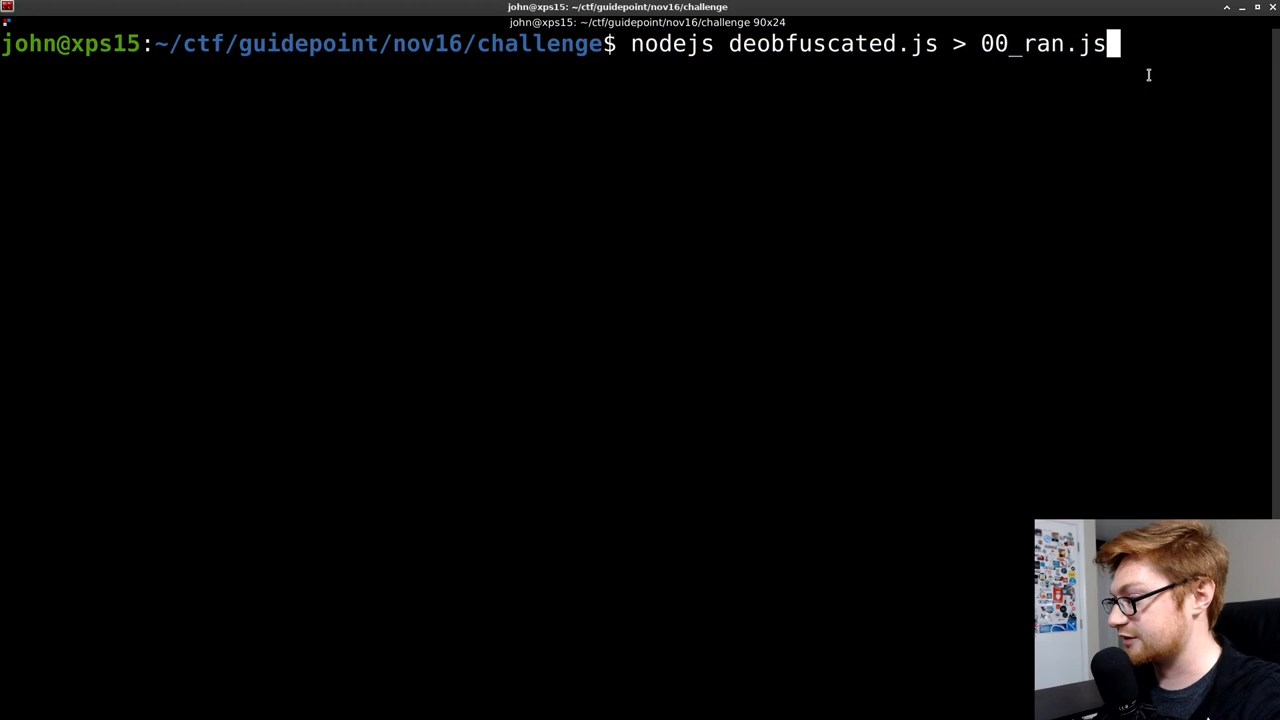 john@xps15: ~/ctf/guidepoint/nov16/challenge
john@xps15: ~/ctf/guidepoint/nov16/challenge 90x24
john@xps15:~/ctf/guidepoint/nov16/challenge$ nodejs deobfuscated.js > 00_ran.js